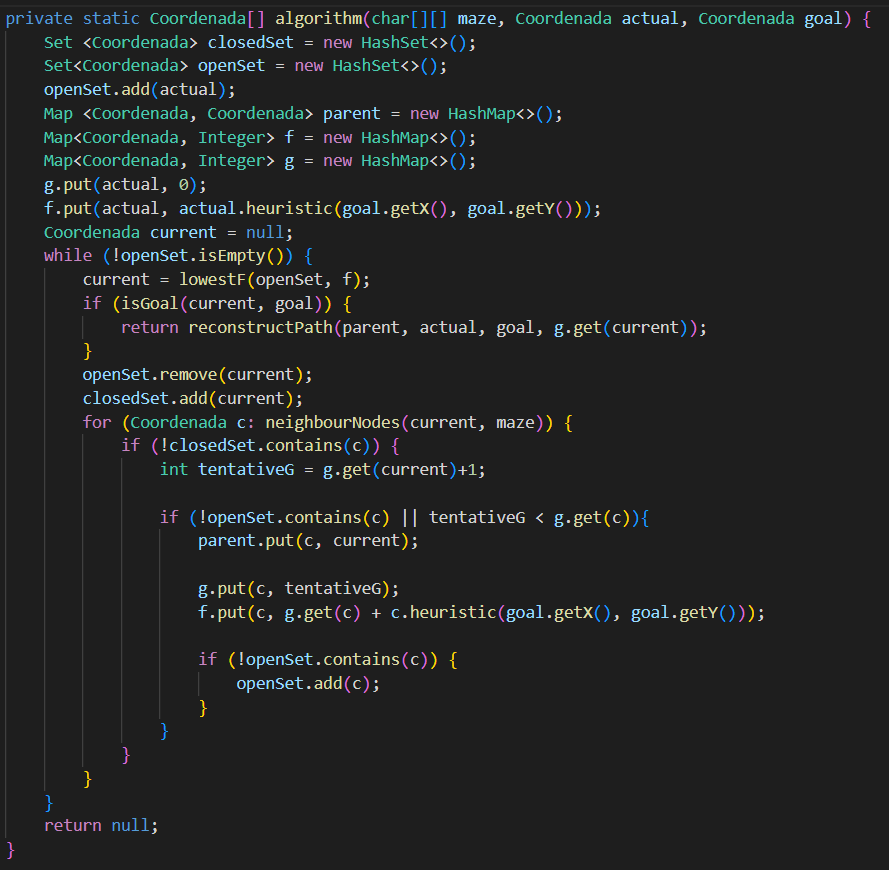 private static Coordenada[] algorithm(char[][] maze, Coordenada actual, Coordenada goal) {
    Set <Coordenada> closedSet = new HashSet<>();
    Set<Coordenada> openSet = new HashSet<>();
    openSet.add(actual);
    Map <Coordenada, Coordenada> parent = new HashMap<>();
    Map<Coordenada, Integer> f = new HashMap<>();
    Map<Coordenada, Integer> g = new HashMap<>();
    g.put(actual, 0);
    f.put(actual, actual.heuristic(goal.getX(), goal.getY()));
    Coordenada current = null;
    while (!openSet.isEmpty()) {
        current = lowestF(openSet, f);
        if (isGoal(current, goal)) {
            return reconstructPath(parent, actual, goal, g.get(current));
        }
        openSet.remove(current);
        closedSet.add(current);
        for (Coordenada c: neighbourNodes(current, maze)) {
            if (!closedSet.contains(c)) {
                int tentativeG = g.get(current)+1;

                if (!openSet.contains(c) || tentativeG < g.get(c)){
                    parent.put(c, current);

                    g.put(c, tentativeG);
                    f.put(c, g.get(c) + c.heuristic(goal.getX(), goal.getY()));

                    if (!openSet.contains(c)) {
                        openSet.add(c);
                    }
                }
            }
        }
    }
    return null;
}